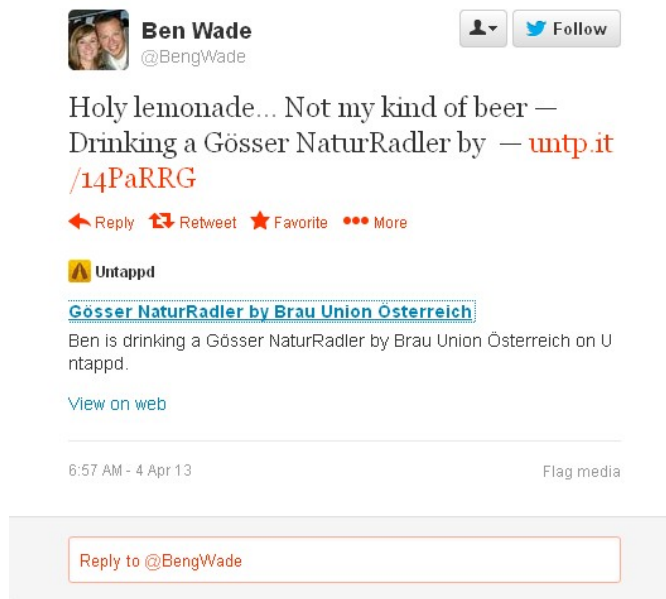 Ben Wade
@BengWade
Follow
Holy lemonade... Not my kind of beer —
Drinking a Gösser NaturRadler by — untp.it
/14PaRRG
Reply Retweet Favorite More
Untappd
Gösser NaturRadler by Brau Union Österreich
Ben is drinking a Gösser NaturRadler by Brau Union Österreich on U
ntappd.
View on web
6:57 AM - 4 Apr 13 Flag media
Reply to @BengWade